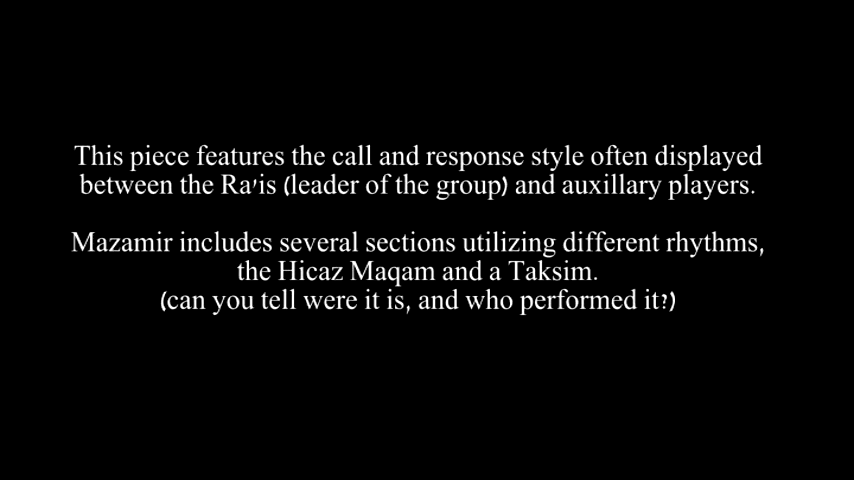 This piece features the call and response style often displayed
between the Ra'is (leader of the group) and auxillary players.
Mazamir includes several sections utilizing different rhythms,
the Hicaz Maqam and a Taksim.
(can you tell were it is, and who performed it?)